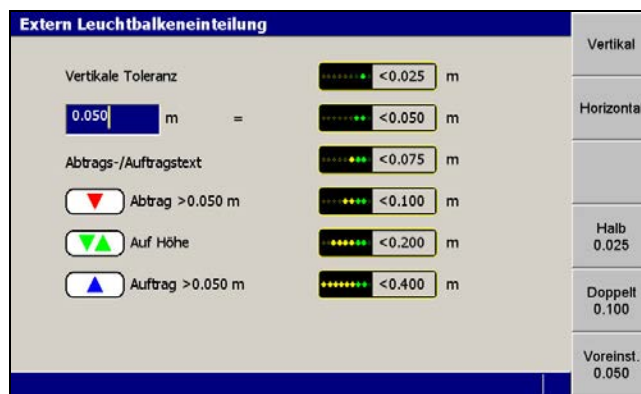 Extern Leuchtbalkeneinteilung
Vertikale Toleranz
0.050 m =
Abtrags-/Auftragstext
Abtrag >0.050 m
Auf Höhe
Auftrag >0.050 m
<0.025 m
<0.050 m
<0.075 m
<0.100 m
<0.200 m
<0.400 m
Vertikal
Horizonta
Halb
0.025
Doppelt
0.100
Voreinst.
0.050